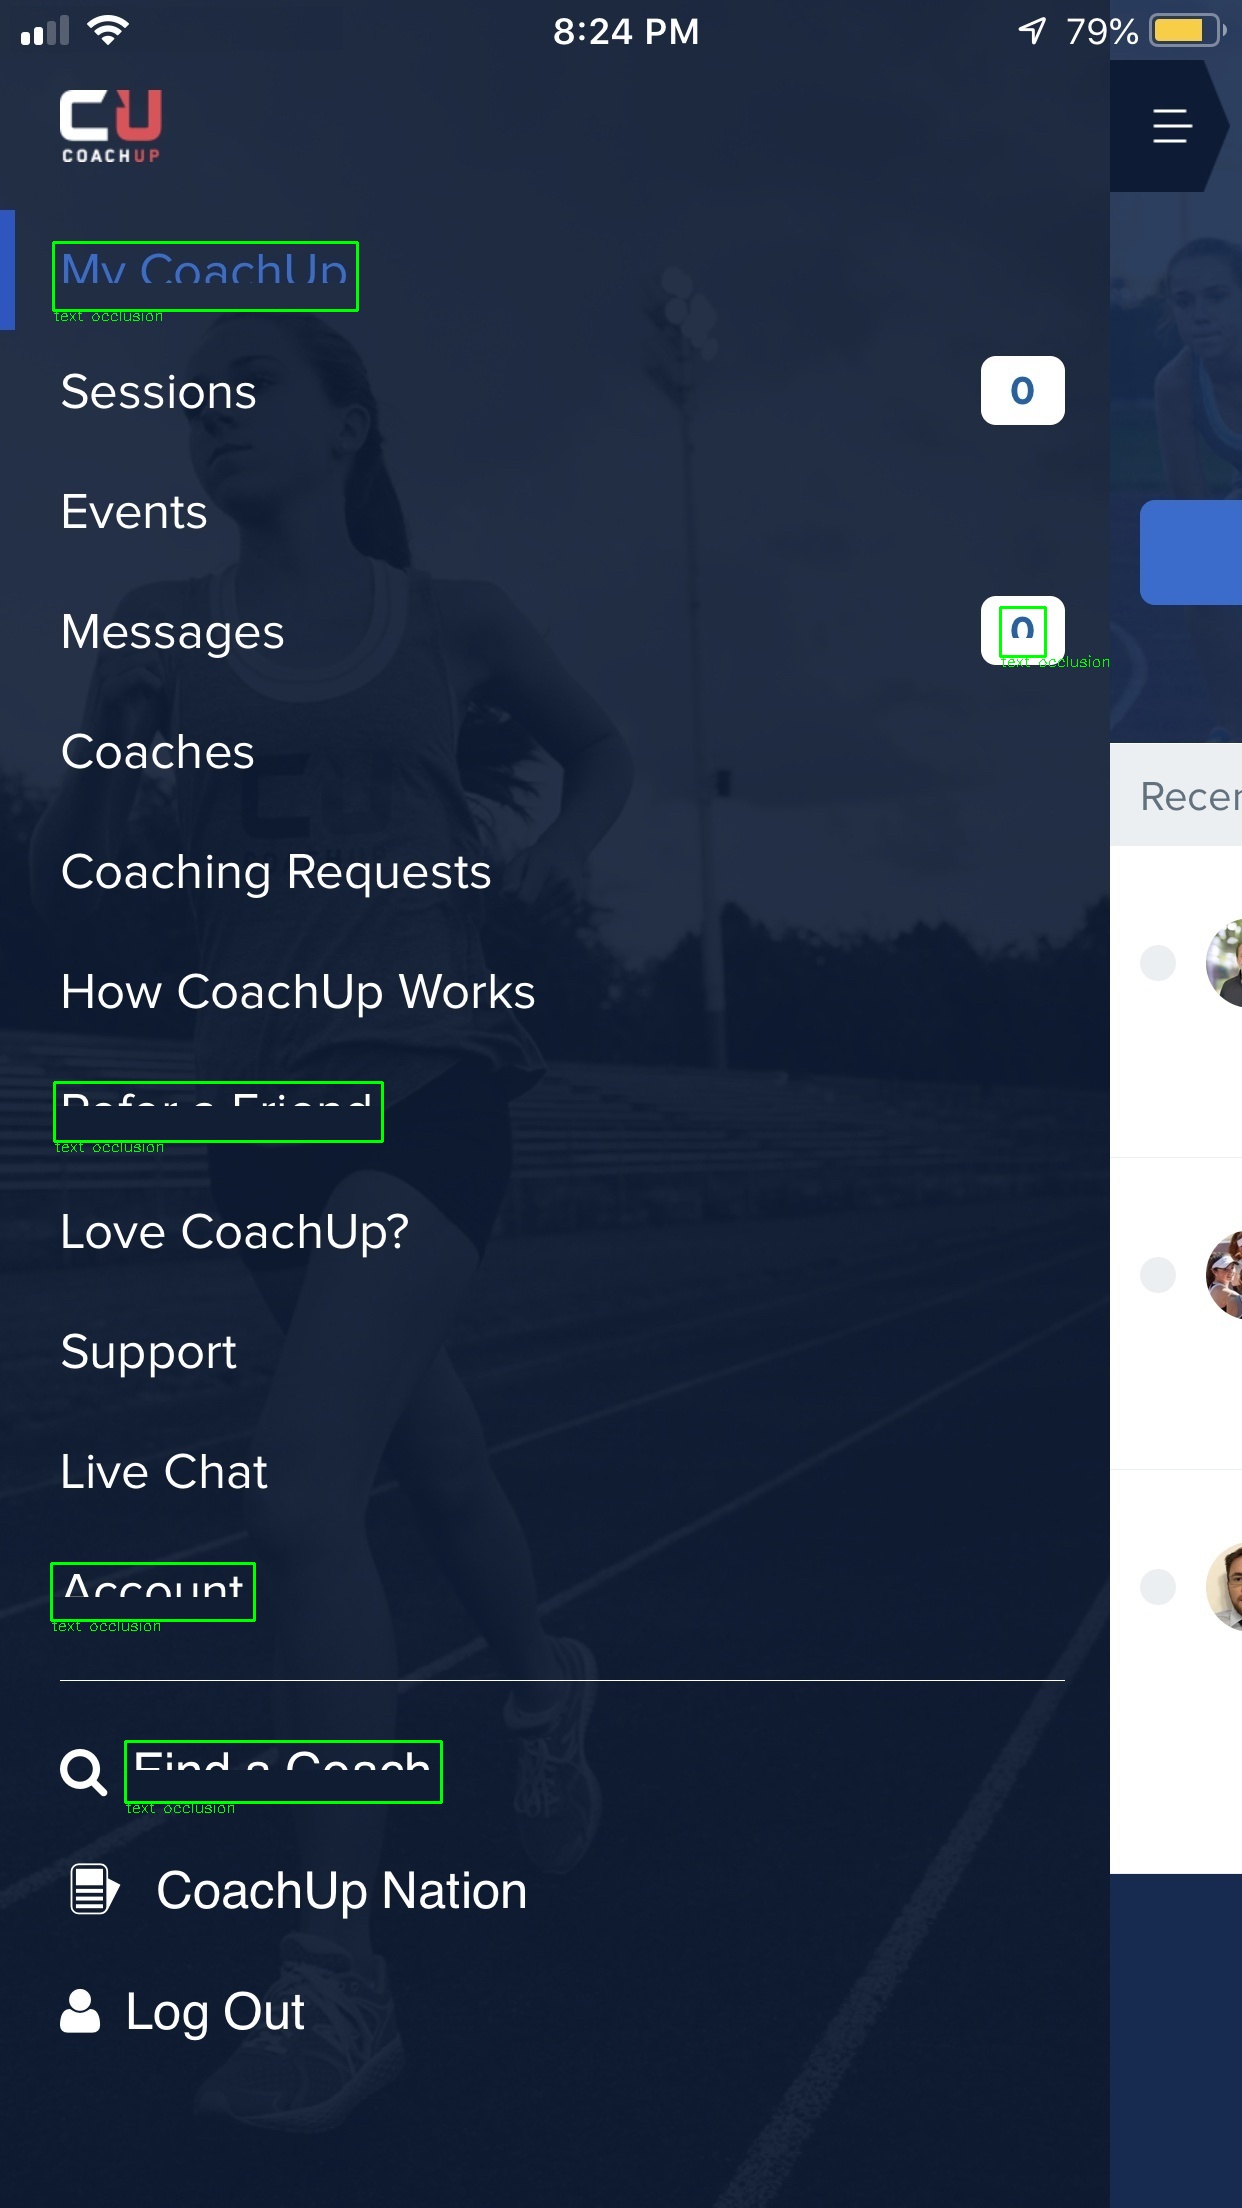 8:24 PM
79%
CU
COACHUP
My CoachUp
text occlusion
Sessions
0
Events
Messages
0
text occlusion
Coaches
Recen
Coaching Requests
How CoachUp Works
Refer a Friend
text occlusion
Love CoachUp?
Support
Live Chat
Account
text occlusion
Find a Coach
text occlusion
CoachUp Nation
Log Out